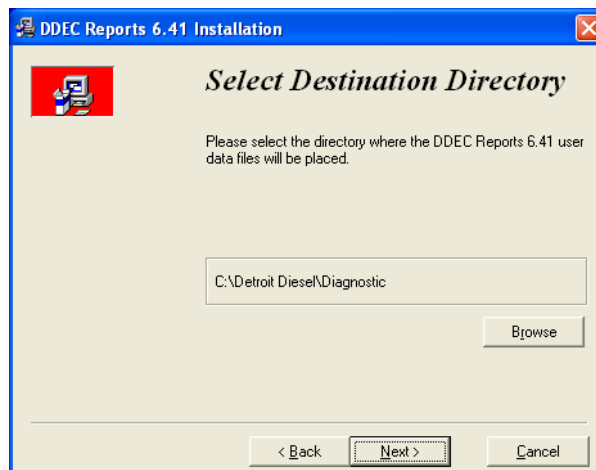 DDEC Reports 6.41 Installation
Select Destination Directory
Please select the directory where the DDEC Reports 6.41 user
data files will be placed.
C:\Detroit Diesel\Diagnostic
Browse
< Back Next > Cancel